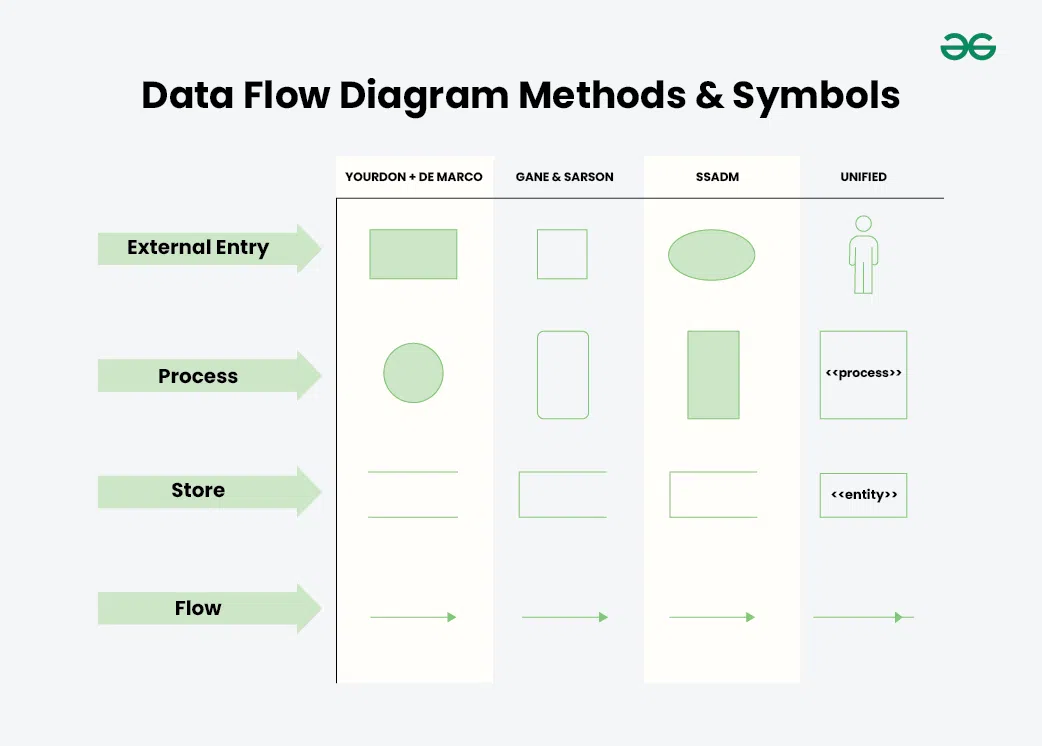 Data Flow Diagram Methods & Symbols
YOURDON + DE MARCO
GANE & SARSON
SSADM
UNIFIED
External Entry
Process
<<process>>
Store
<<entity>>
Flow